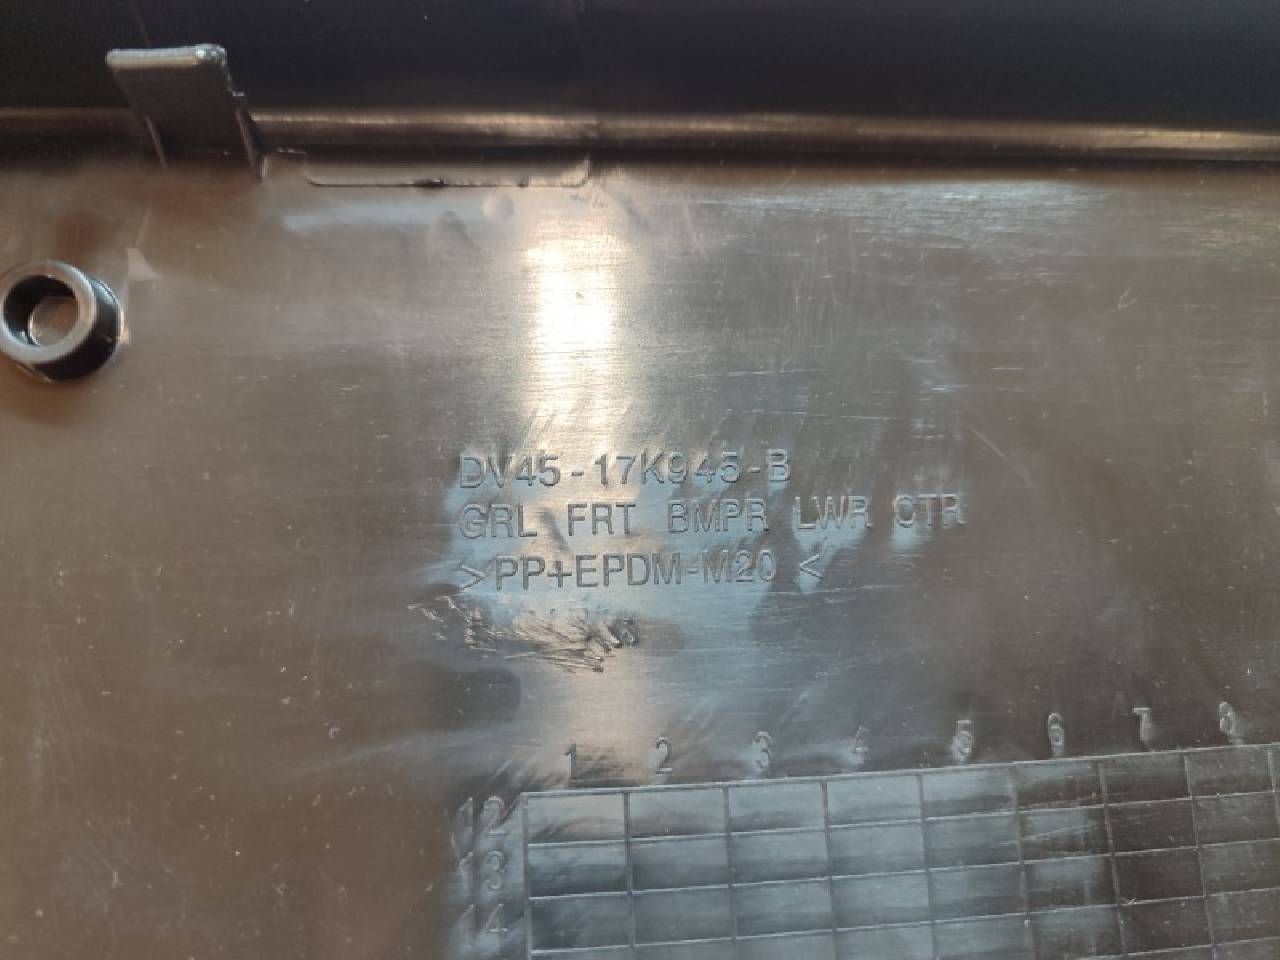 DV45-17K945-B
GRL FRT BMPR LWR CTR
>PP+EPDM-M20<
1 2 3 4 5 6 7 8
12
13
14